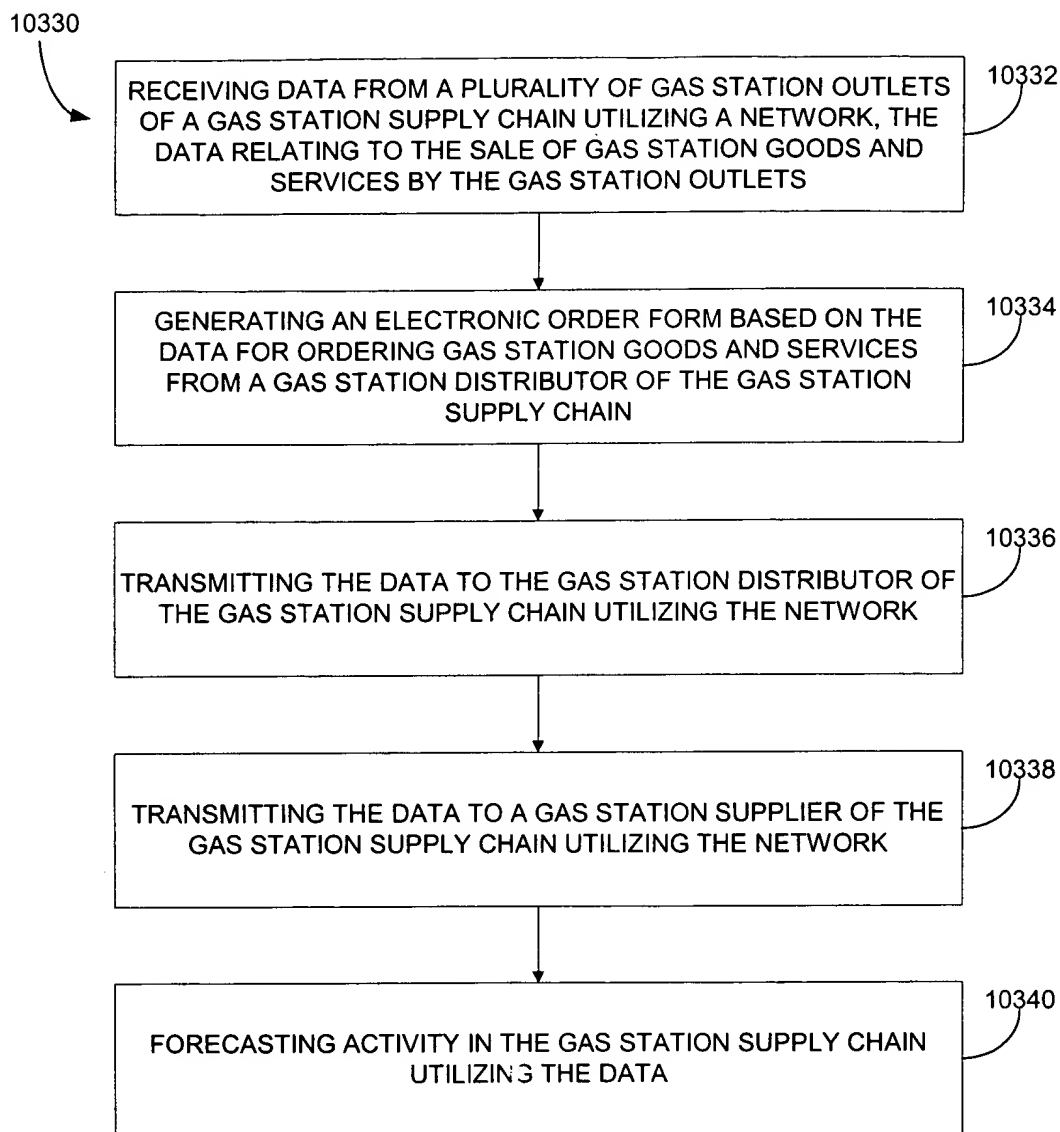 10330
10332
RECEIVING DATA FROM A PLURALITY OF GAS STATION OUTLETS
OF A GAS STATION SUPPLY CHAIN UTILIZING A NETWORK, THE
DATA RELATING TO THE SALE OF GAS STATION GOODS AND
SERVICES BY THE GAS STATION OUTLETS
10334
GENERATING AN ELECTRONIC ORDER FORM BASED ON THE
DATA FOR ORDERING GAS STATION GOODS AND SERVICES
FROM A GAS STATION DISTRIBUTOR OF THE GAS STATION
SUPPLY CHAIN
10336
TRANSMITTING THE DATA TO THE GAS STATION DISTRIBUTOR OF
THE GAS STATION SUPPLY CHAIN UTILIZING THE NETWORK
10338
TRANSMITTING THE DATA TO A GAS STATION SUPPLIER OF THE
GAS STATION SUPPLY CHAIN UTILIZING THE NETWORK
10340
FORECASTING ACTIVITY IN THE GAS STATION SUPPLY CHAIN
UTILIZING THE DATA